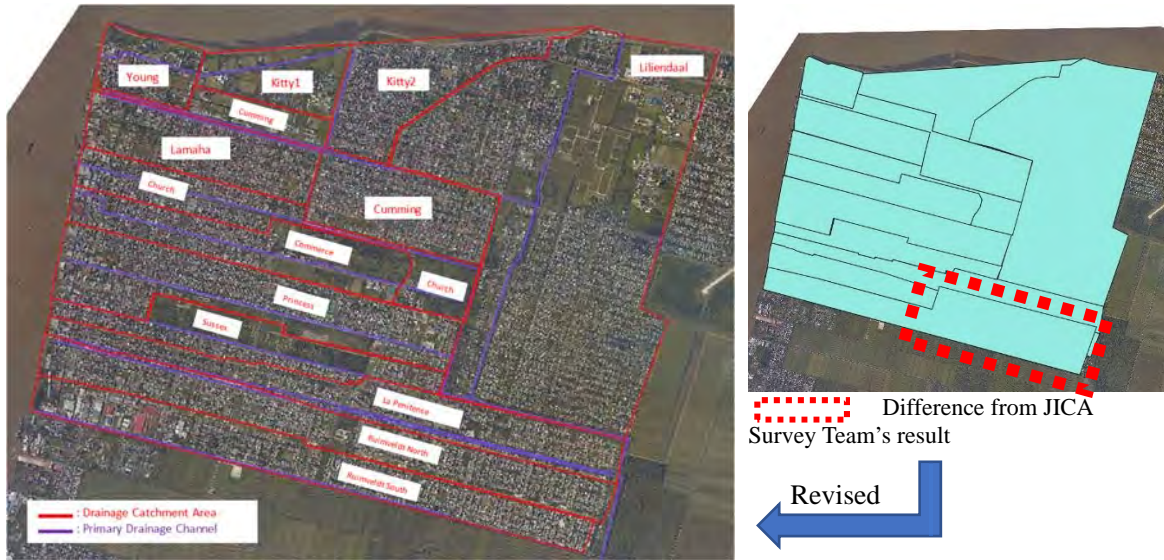 Young
Kitty1
Kitty2
Liliendaal
Cumming
Lamaha
Church
Cumming
Commerce
Church
Princess
Sussex
La Penitence
Ruimveldt North
Ruimveldt South
: Drainage Catchment Area
: Primary Drainage Channel
Difference from JICA
Survey Team's result
Revised